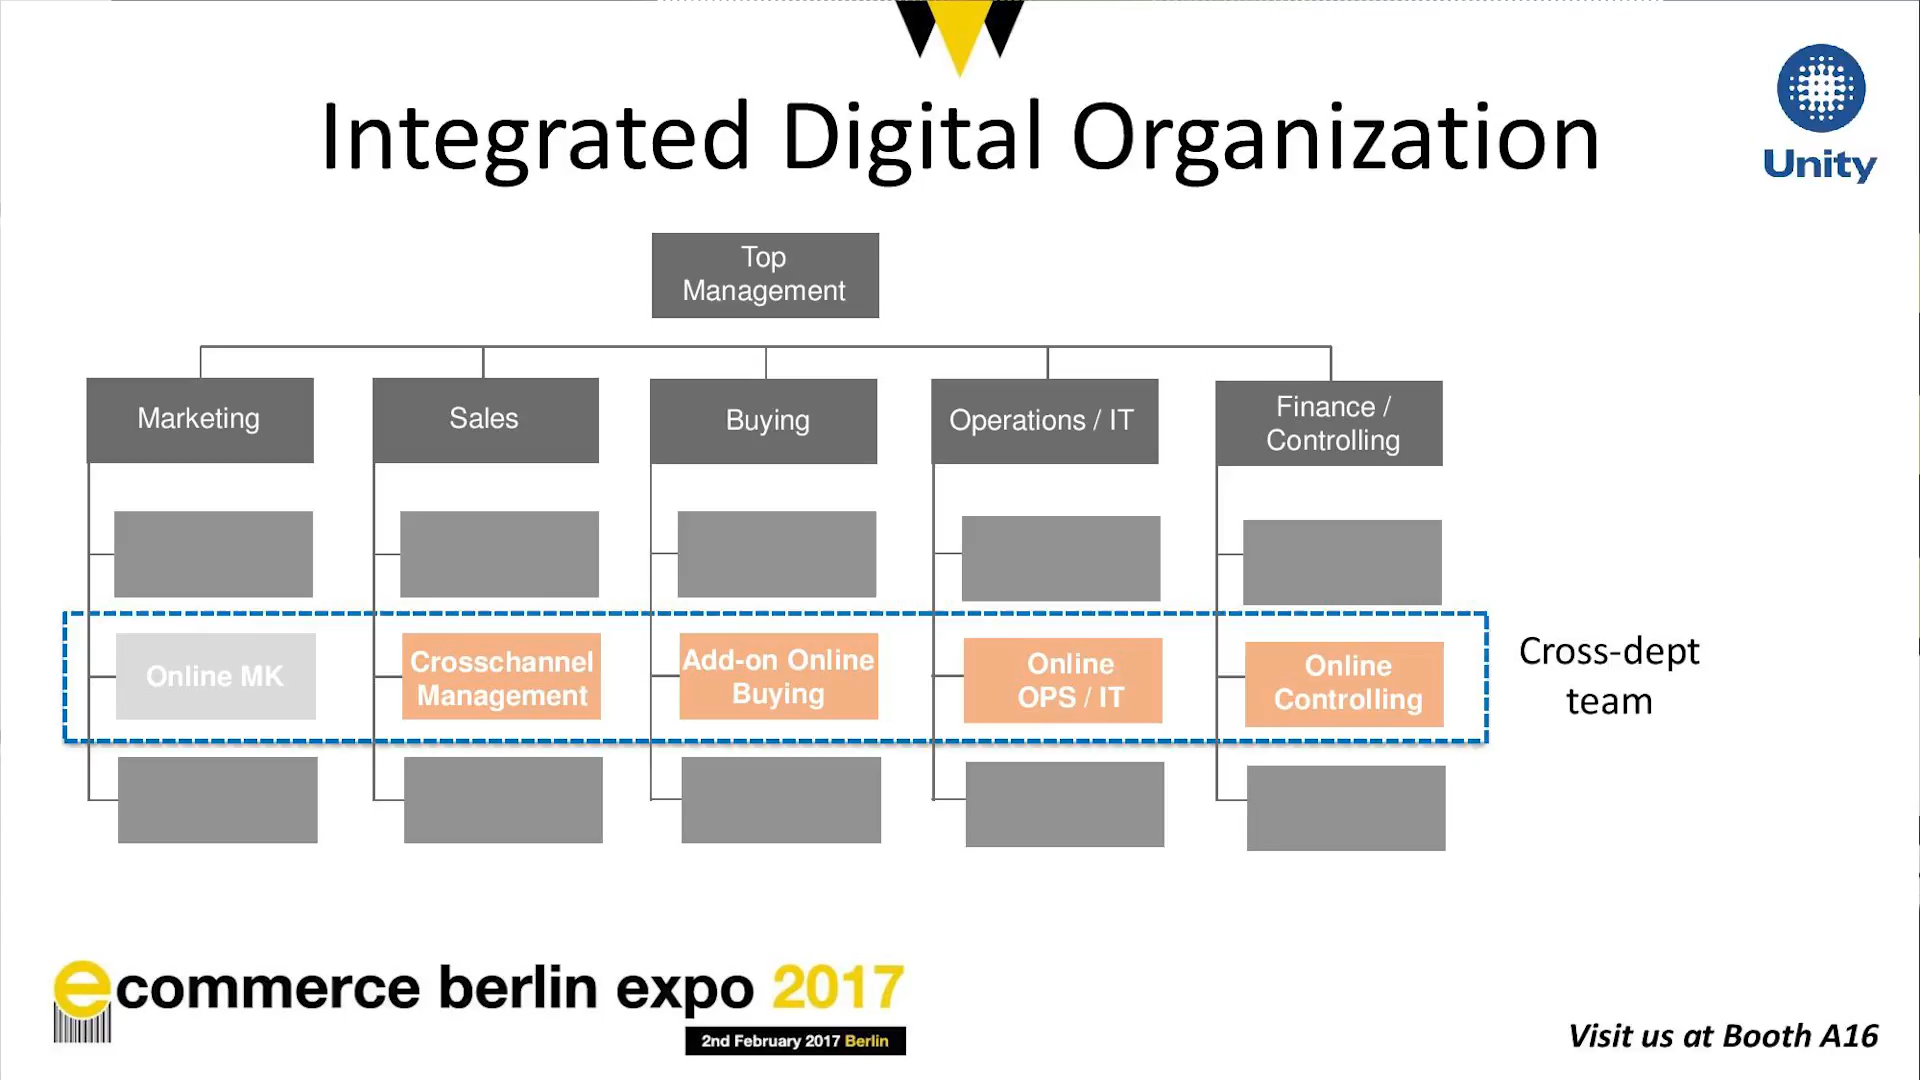 Integrated Digital Organization
Unity
Top
Management
Marketing
Sales
Buying
Operations / IT
Finance /
Controlling
Online MK
Crosschannel
Management
Add-on Online
Buying
Online
OPS / IT
Online
Controlling
Cross-dept
team
ecommerce berlin expo 2017
2nd February 2017 Berlin
Visit us at Booth A16